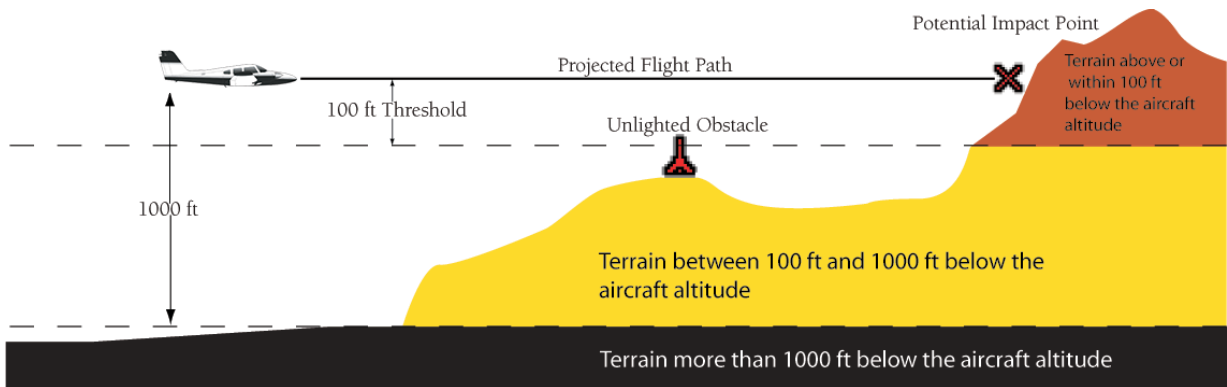 Potential Impact Point
Projected Flight Path
Terrain above or
within 100 ft
below the aircraft
altitude
100 ft Threshold
Unlighted Obstacle
1000 ft
Terrain between 100 ft and 1000 ft below the
aircraft altitude
Terrain more than 1000 ft below the aircraft altitude